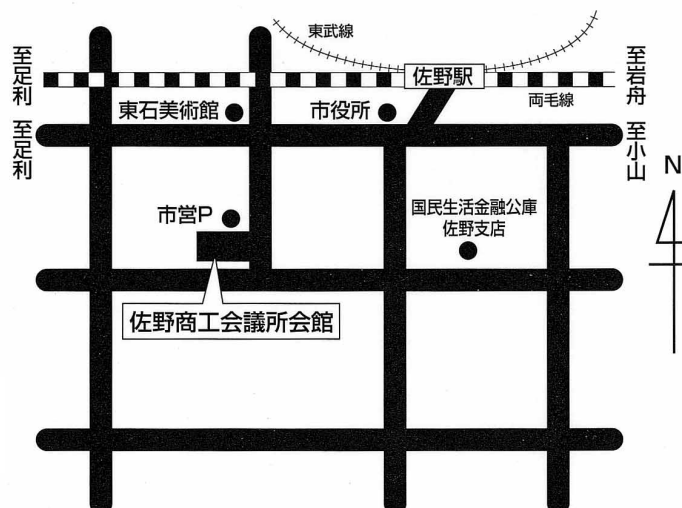 東武線
至足利
佐野駅
至岩舟
両毛線
東石美術館
市役所
至足利
至小山
N
市営P
国民生活金融公庫
佐野支店
佐野商工会議所会館